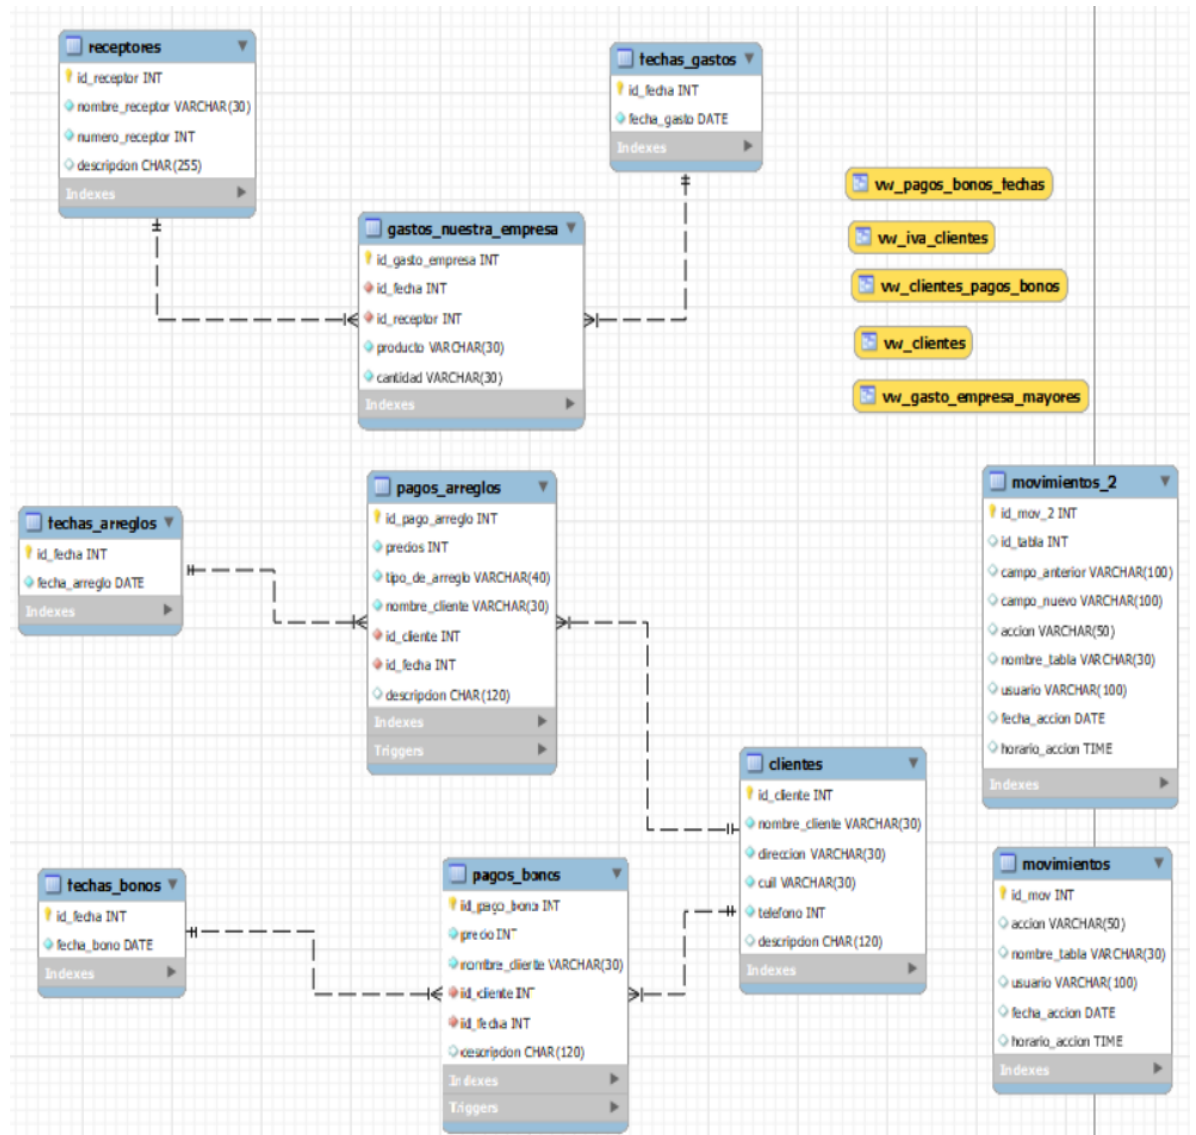 receptores
id_receptor INT
nombre_receptor VARCHAR(30)
numero_receptor INT
descripcion CHAR(255)
Indexes
fechas_gastos
id_fecha INT
fecha_gasto DATE
Indexes
gastos_nuestra_empresa
id_gasto_empresa INT
id_fecha INT
id_receptor INT
producto VARCHAR(30)
cantidad VARCHAR(30)
Indexes
vw_pagos_bonos_fechas
vw_iva_clientes
vw_clientes_pagos_bonos
vw_clientes
vw_gasto_empresa_mayores
fechas_arreglos
id_fecha INT
fecha_arreglo DATE
Indexes
pagos_arreglos
id_pago_arreglo INT
precios INT
tipo_de_arreglo VARCHAR(40)
nombre_cliente VARCHAR(30)
id_cliente INT
id_fecha INT
descripcion CHAR(120)
Indexes
Triggers
movimientos_2
id_mov_2 INT
id_tabla INT
campo_anterior VARCHAR(100)
campo_nuevo VARCHAR(100)
accion VARCHAR(50)
nombre_tabla VARCHAR(30)
usuario VARCHAR(100)
fecha_accion DATE
horario_accion TIME
Indexes
clientes
id_cliente INT
nombre_cliente VARCHAR(30)
direccion VARCHAR(30)
cuil VARCHAR(30)
telefono INT
descripcion CHAR(120)
Indexes
fechas_bonos
id_fecha INT
fecha_bono DATE
Indexes
pagos_bonos
id_pago_bono INT
precio INT
nombre_cliente VARCHAR(30)
id_cliente INT
id_fecha INT
descripcion CHAR(120)
Indexes
Triggers
movimientos
id_mov INT
accion VARCHAR(50)
nombre_tabla VARCHAR(30)
usuario VARCHAR(100)
fecha_accion DATE
horario_accion TIME
Indexes